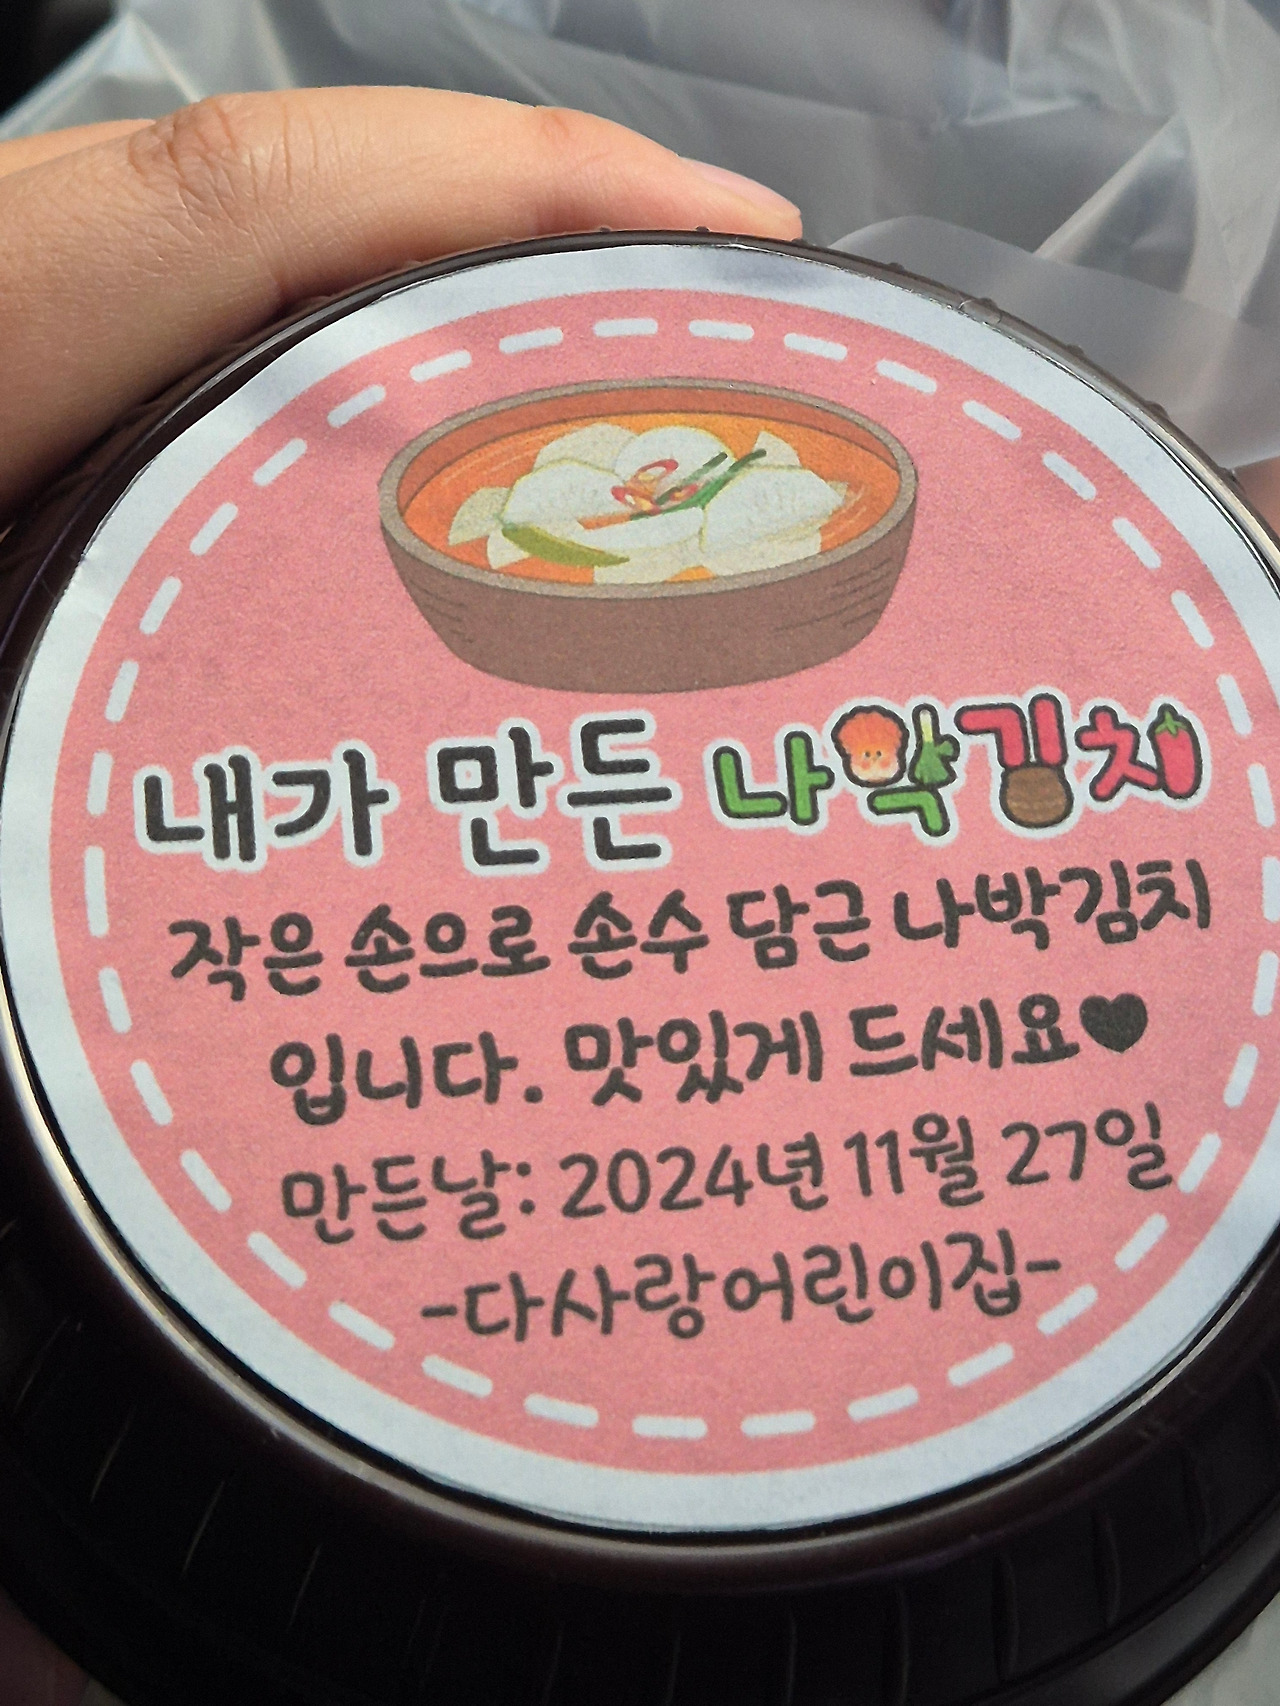 내가 만든 나박김치
작은 손으로 손수 담근 나박김치
입니다. 맛있게 드세요♥
만든날: 2024년 11월 27일
-다사랑어린이집-